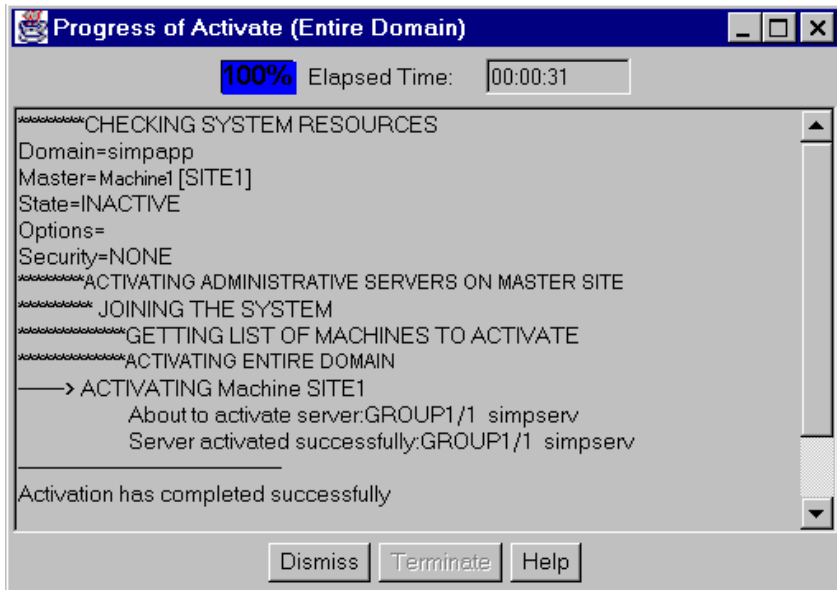 Progress of Activate (Entire Domain)
100% Elapsed Time: 00:00:31
*********CHECKING SYSTEM RESOURCES
Domain=simpapp
Master=Machine1 [SITE1]
State=INACTIVE
Options=
Security=NONE
*********ACTIVATING ADMINISTRATIVE SERVERS ON MASTER SITE
********** JOINING THE SYSTEM
***************GETTING LIST OF MACHINES TO ACTIVATE
***************ACTIVATING ENTIRE DOMAIN
-----> ACTIVATING Machine SITE1
About to activate server:GROUP1/1 simpserv
Server activated successfully:GROUP1/1 simpserv
-----------------------------
Activation has completed successfully
Dismiss Terminate Help